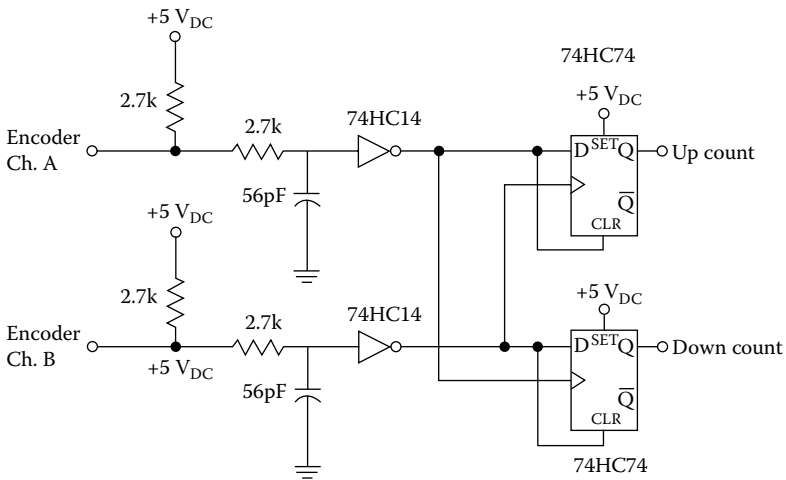 +5 V_DC
74HC74
2.7k
+5 V_DC
Encoder
Ch. A
2.7k
74HC14
D SET Q
Up count
56pF
Q̅
CLR
+5 V_DC
2.7k
+5 V_DC
Encoder
Ch. B
2.7k
74HC14
D SET Q
Down count
+5 V_DC
56pF
Q̅
CLR
74HC74